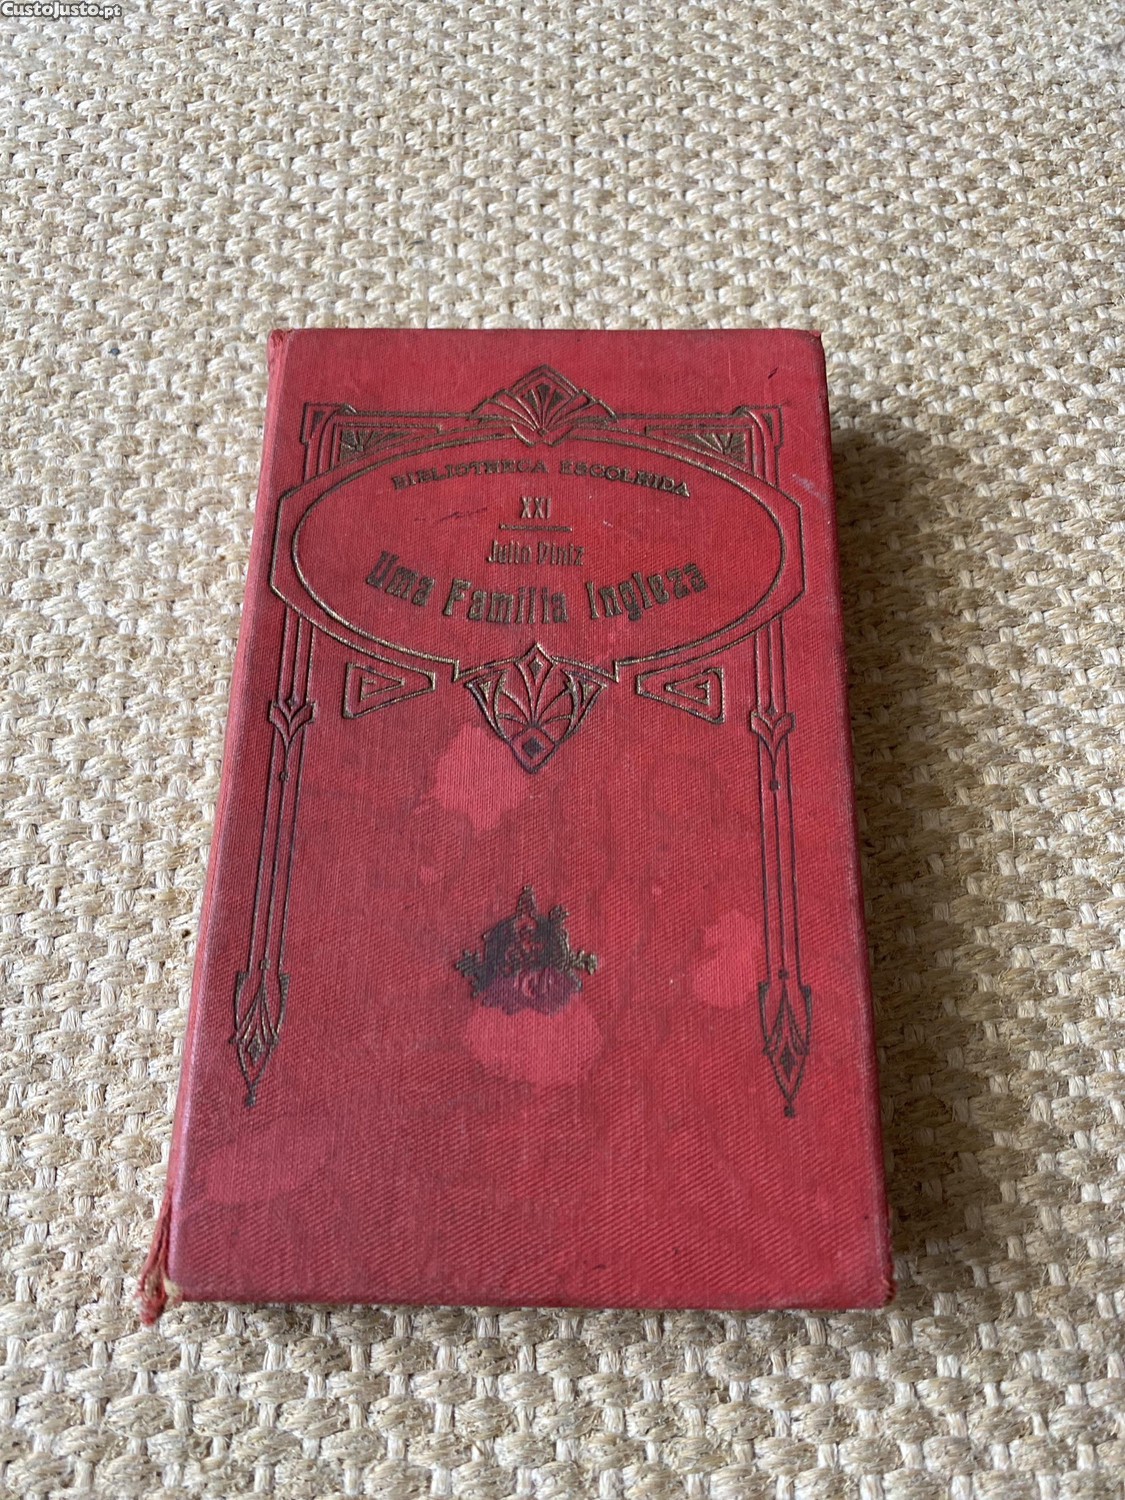 CustoJusto.pt
BIBLIOTHECA ESCOLHIDA
XXI
Julio Diniz
Uma Familia Ingleza